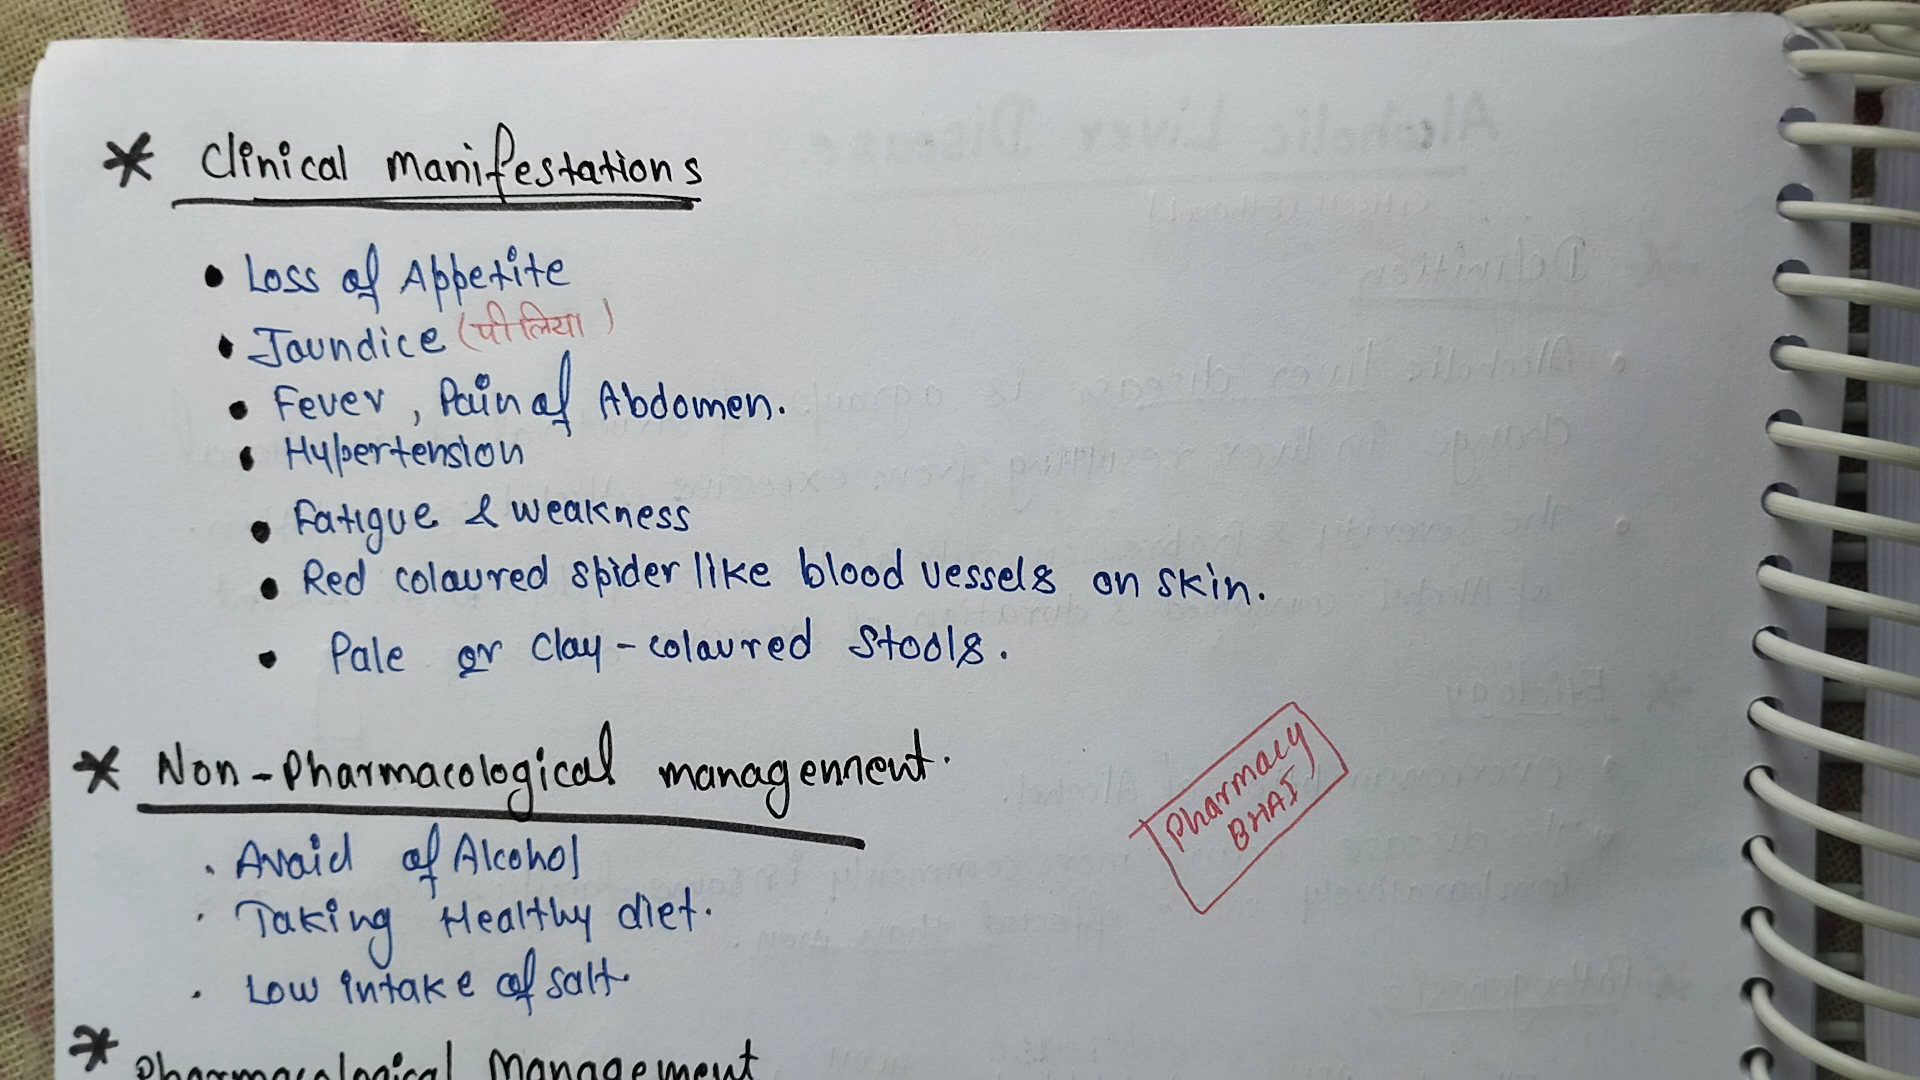 * Clinical manifestations
• Loss of Appetite
• Jaundice (पीलिया)
• Fever, Pain of Abdomen.
• Hypertension
• Fatigue & weakness
• Red coloured spider like blood vessels on skin.
• Pale or Clay-coloured Stools.
* Non-Pharmacological management.
Pharmacy
BHAI
. Avoid of Alcohol
. Taking Healthy diet.
. Low intake of salt.
* Pharmacological Management